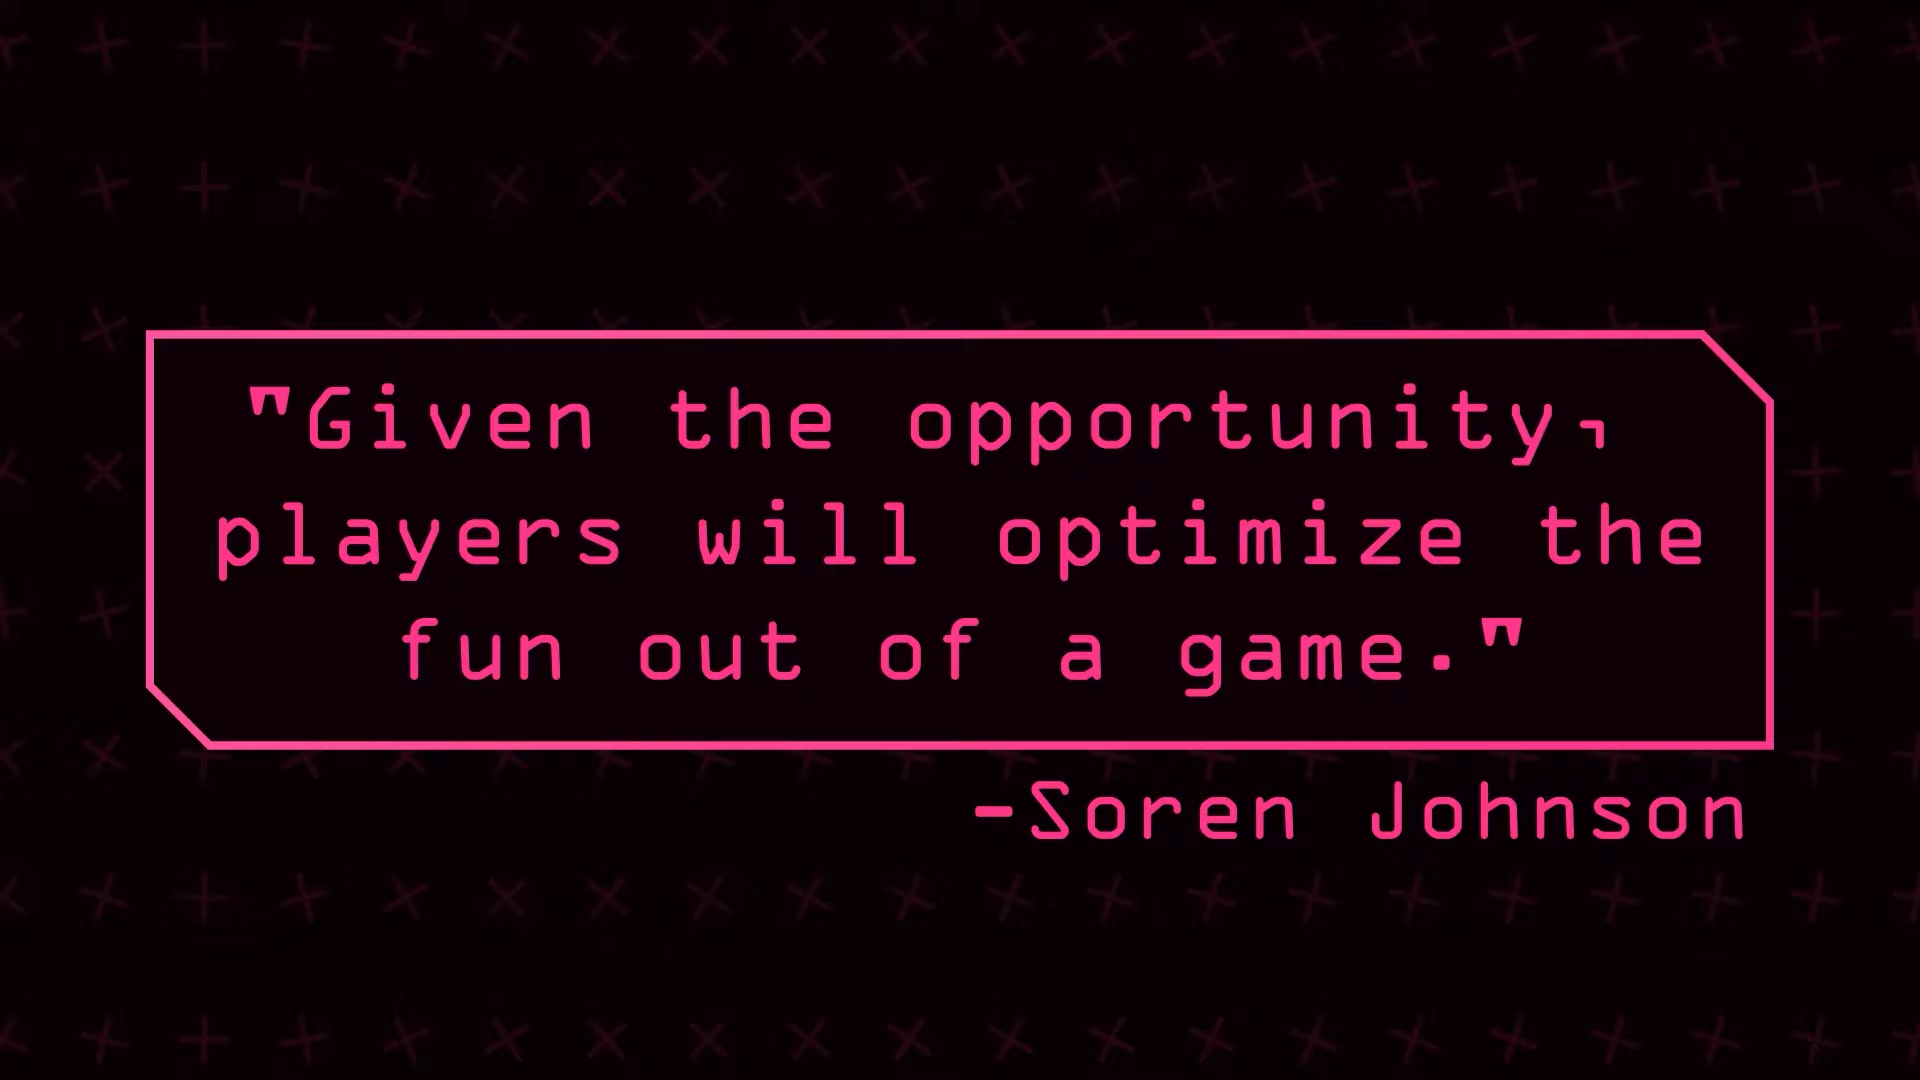 "Given the opportunity,
players will optimize the
fun out of a game."
-Soren Johnson